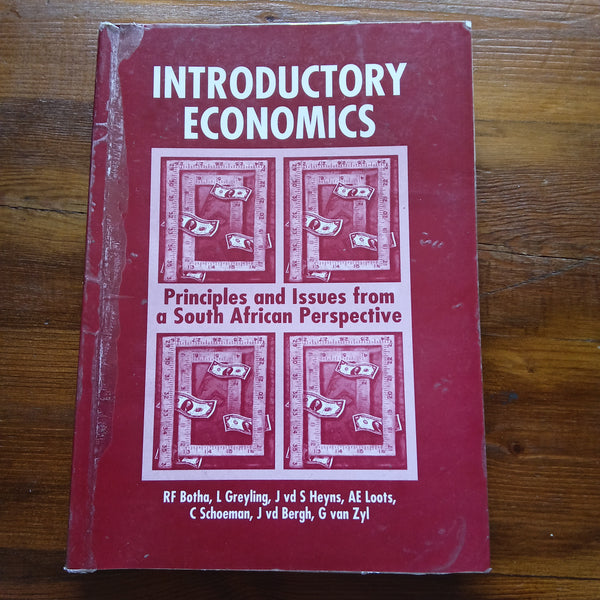 INTRODUCTORY
ECONOMICS
Principles and Issues from
a South African Perspective
RF Botha, L Greyling, J vd S Heyns, AE Loots,
C Schoeman, J vd Bergh, G van Zyl